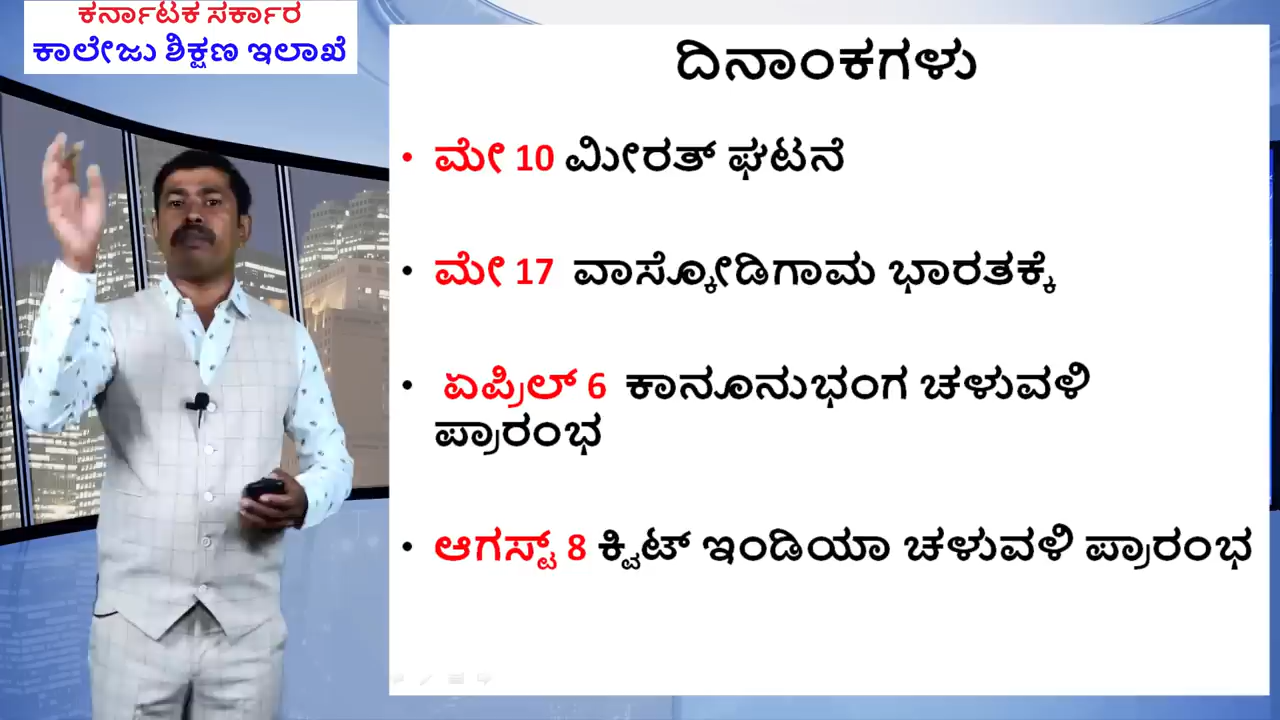 ಕರ್ನಾಟಕ ಸರ್ಕಾರ
ಕಾಲೇಜು ಶಿಕ್ಷಣ ಇಲಾಖೆ
ದಿನಾಂಕಗಳು
• ಮೇ 10 ಮೀರತ್ ಘಟನೆ
• ಮೇ 17 ವಾಸ್ಕೋಡಿಗಾಮ ಭಾರತಕ್ಕೆ
• ಏಪ್ರಿಲ್ 6 ಕಾನೂನುಭಂಗ ಚಳುವಳಿ
ಪ್ರಾರಂಭ
• ಆಗಸ್ಟ್ 8 ಕ್ವಿಟ್ ಇಂಡಿಯಾ ಚಳುವಳಿ ಪ್ರಾರಂಭ